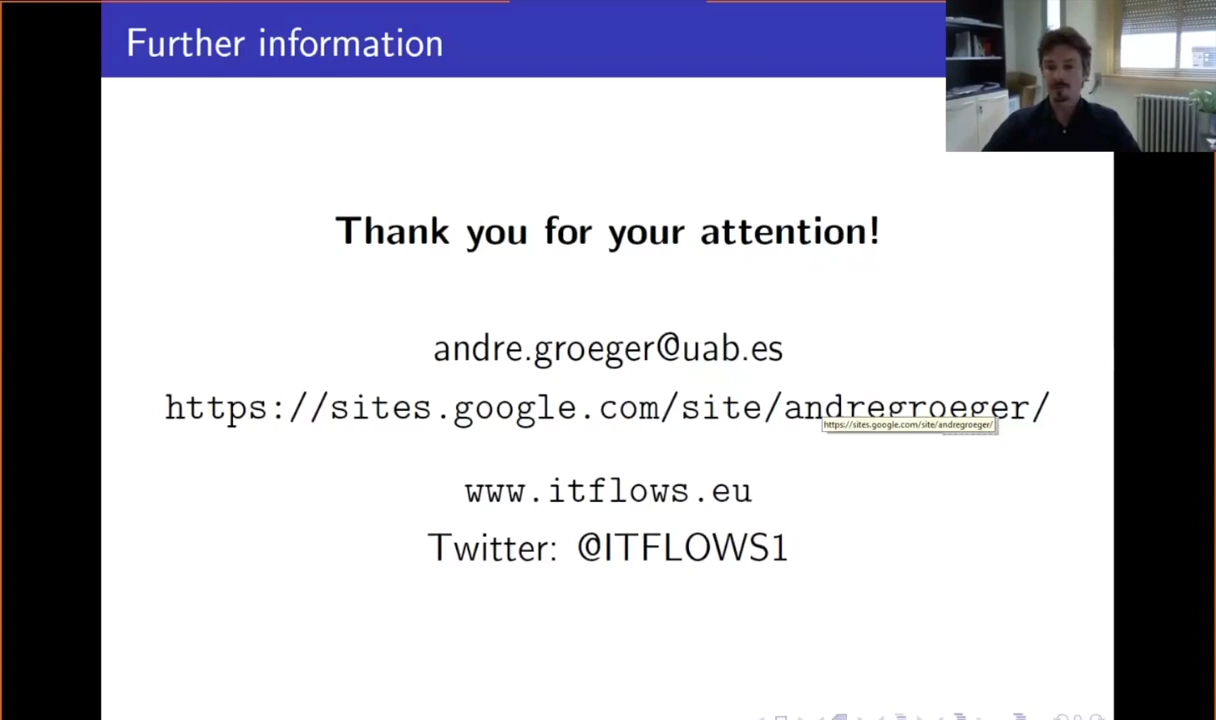 Further information
Thank you for your attention!
andre.groeger@uab.es
https://sites.google.com/site/andregroeger/
https://sites.google.com/site/andregroeger/
www.itflows.eu
Twitter: @ITFLOWS1